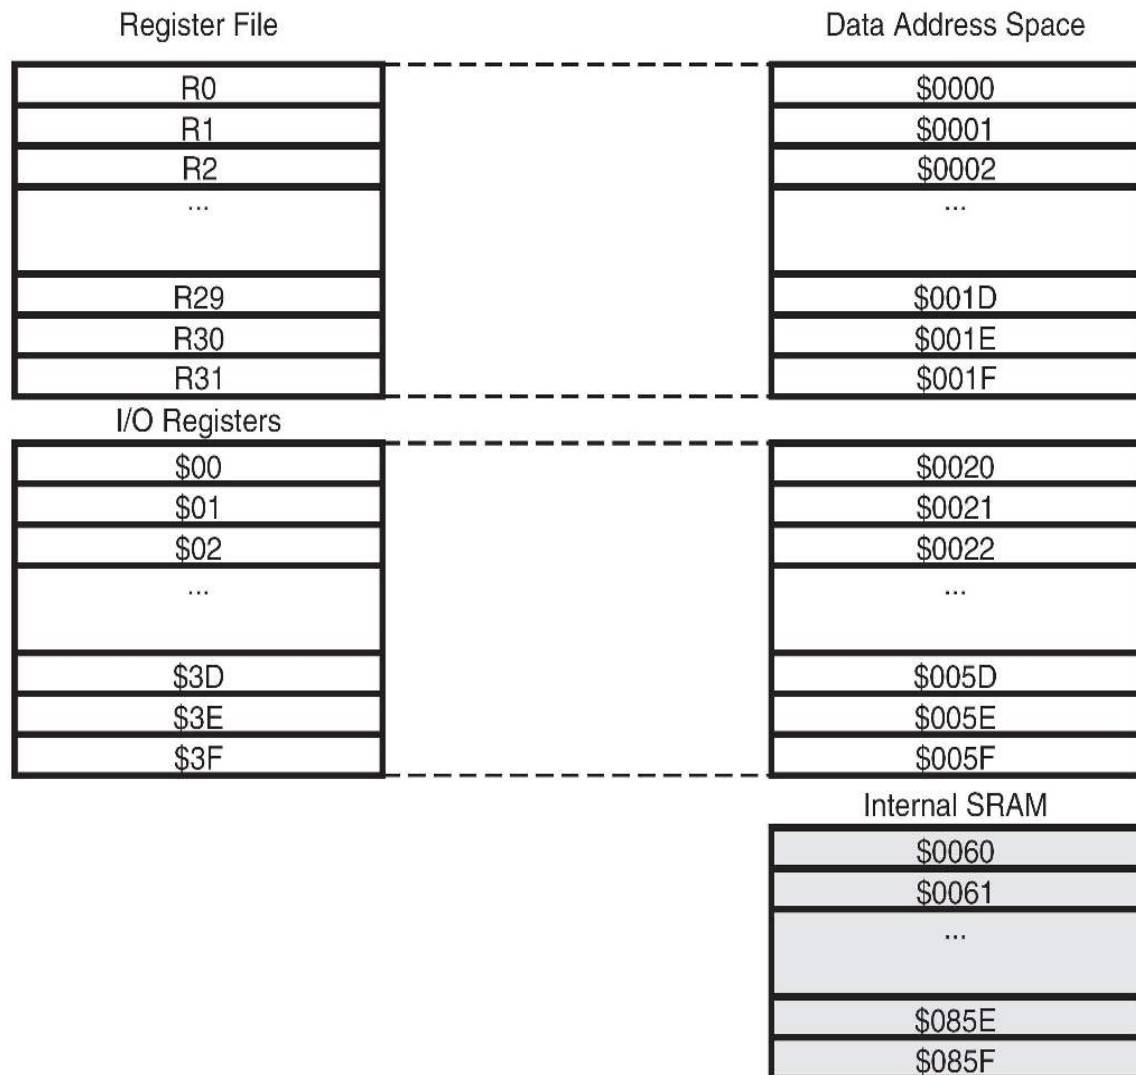 Register File
Data Address Space
R0
$0000
R1
$0001
R2
$0002
...
...
R29
$001D
R30
$001E
R31
$001F
I/O Registers
$00
$0020
$01
$0021
$02
$0022
...
...
$3D
$005D
$3E
$005E
$3F
$005F
Internal SRAM
$0060
$0061
...
$085E
$085F